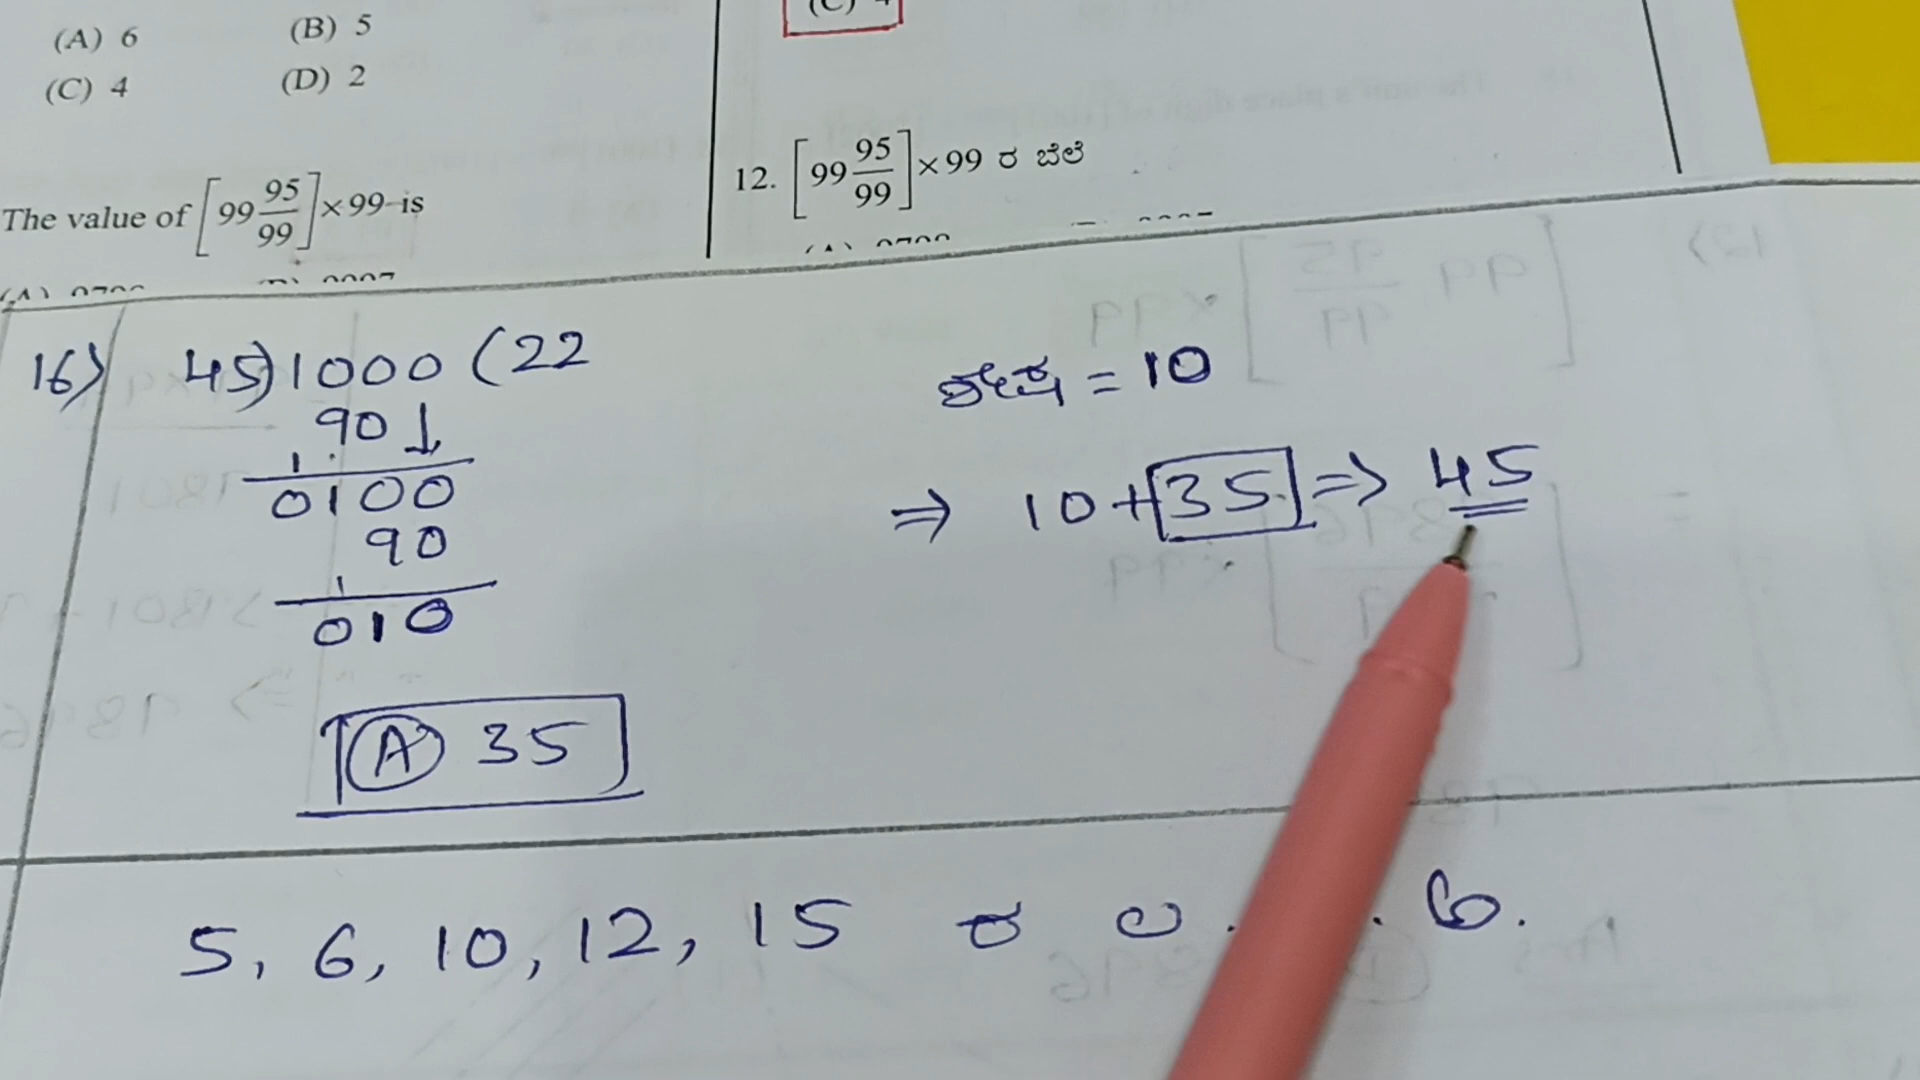 (A) 6 (B) 5
(C) 4 (D) 2
The value of [99 95/99] × 99 is
12. [99 95/99] × 99 ರ ಬೆಲೆ
16) 45) 1000 (22
90 ↓
0100
90
010
ಶೇಷ = 10
⇒ 10 + 35 ⇒ 45
(A) 35
5, 6, 10, 12, 15 ರ ಲ. . ಅ.